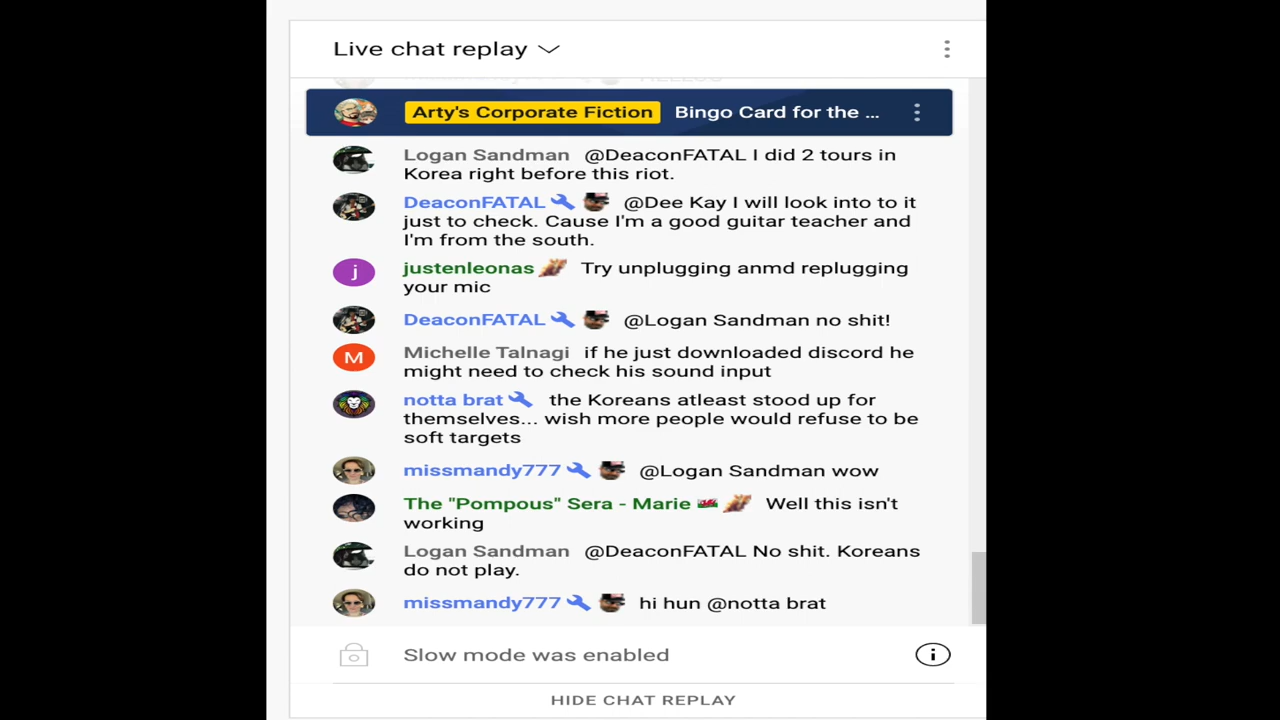 Live chat replay
Arty's Corporate Fiction Bingo Card for the ...
Logan Sandman @DeaconFATAL I did 2 tours in
Korea right before this riot.
DeaconFATAL @Dee Kay I will look into to it
just to check. Cause I'm a good guitar teacher and
I'm from the south.
j
justenleonas Try unplugging anmd replugging
your mic
DeaconFATAL @Logan Sandman no shit!
M
Michelle Talnagi if he just downloaded discord he
might need to check his sound input
notta brat the Koreans atleast stood up for
themselves... wish more people would refuse to be
soft targets
missmandy777 @Logan Sandman wow
The "Pompous" Sera - Marie 🏴󠁧󠁢󠁷󠁬󠁳󠁿 Well this isn't
working
Logan Sandman @DeaconFATAL No shit. Koreans
do not play.
missmandy777 hi hun @notta brat
Slow mode was enabled
HIDE CHAT REPLAY